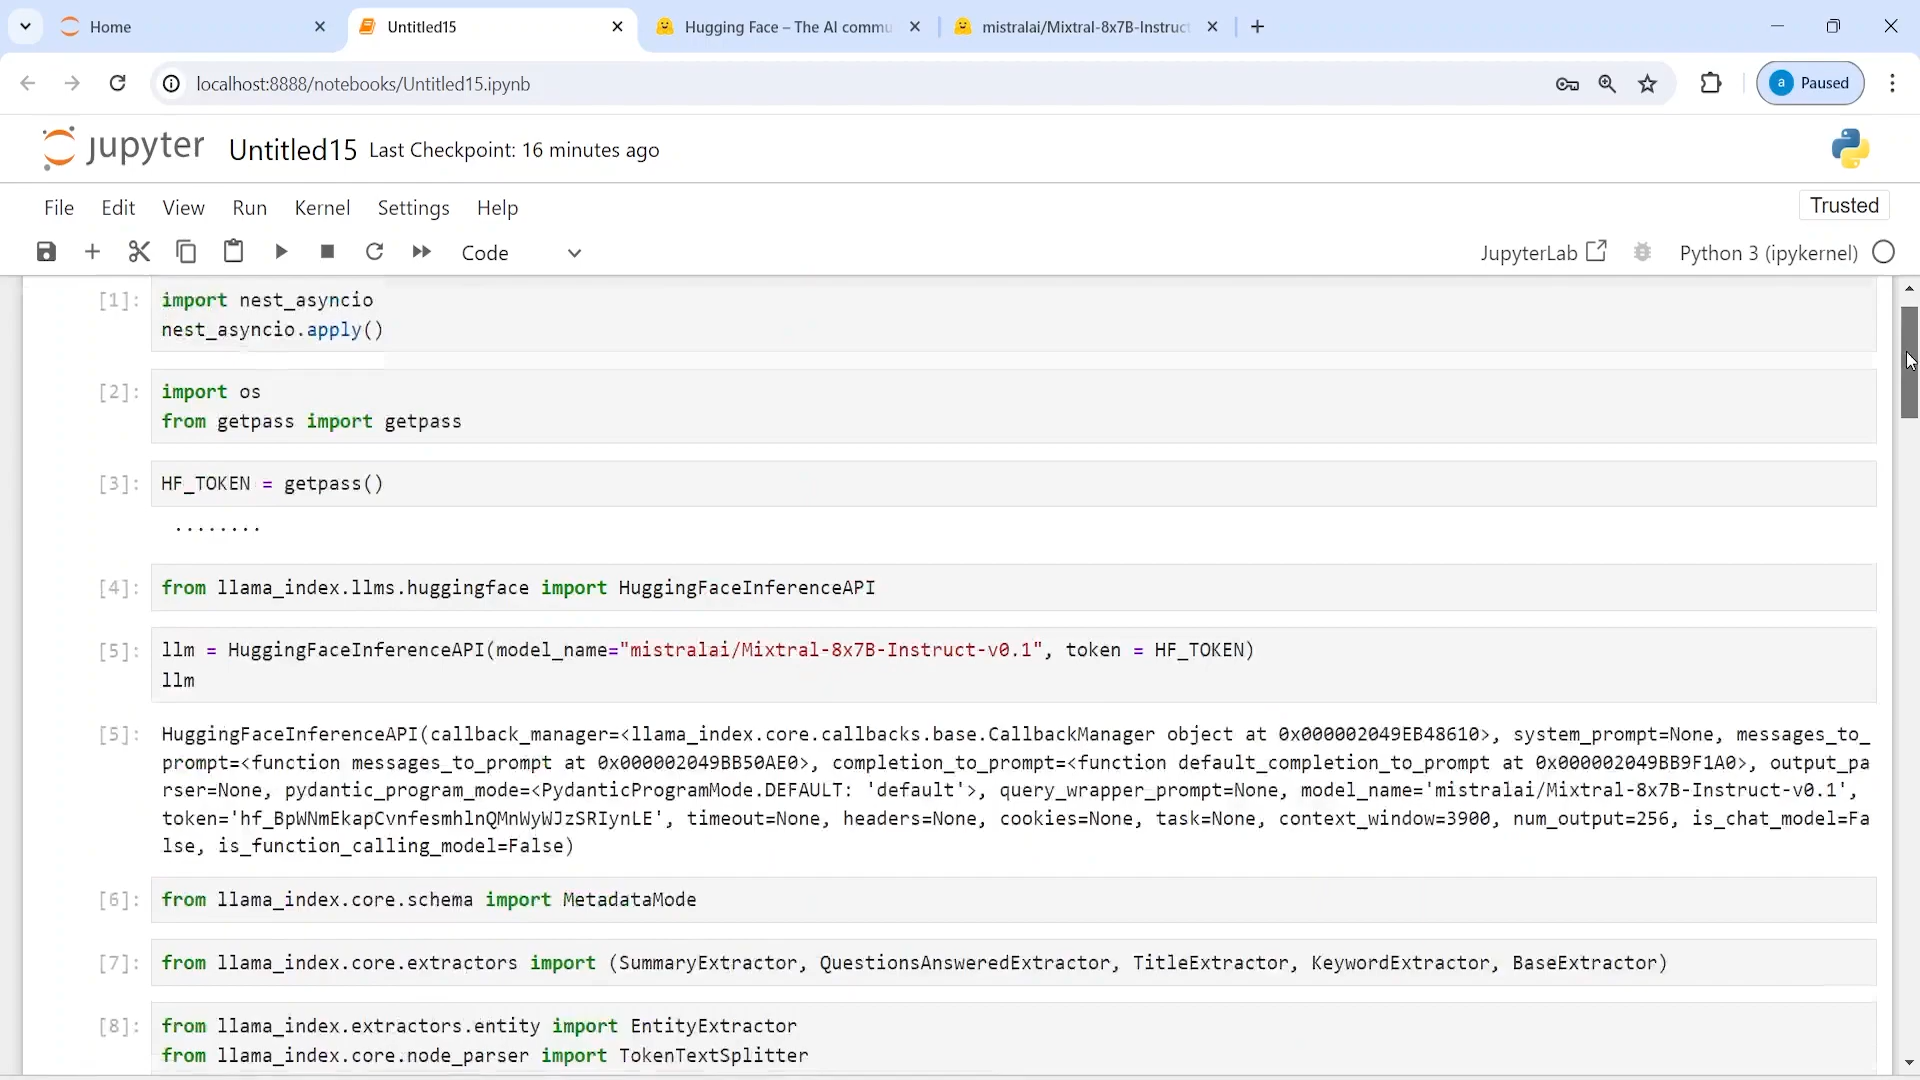 Home
Untitled15
Hugging Face – The AI commu
mistralai/Mixtral-8x7B-Instruct
localhost:8888/notebooks/Untitled15.ipynb
a
Paused
jupyter
Untitled15
Last Checkpoint: 16 minutes ago
File
Edit
View
Run
Kernel
Settings
Help
Trusted
Code
JupyterLab
Python 3 (ipykernel)
[1]:
import nest_asyncio
nest_asyncio.apply()
[2]:
import os
from getpass import getpass
[3]:
HF_TOKEN = getpass()
········
[4]:
from llama_index.llms.huggingface import HuggingFaceInferenceAPI
[5]:
llm = HuggingFaceInferenceAPI(model_name="mistralai/Mixtral-8x7B-Instruct-v0.1", token = HF_TOKEN)
llm
[5]:
HuggingFaceInferenceAPI(callback_manager=<llama_index.core.callbacks.base.CallbackManager object at 0x000002049EB48610>, system_prompt=None, messages_to_
prompt=<function messages_to_prompt at 0x000002049BB50AE0>, completion_to_prompt=<function default_completion_to_prompt at 0x000002049BB9F1A0>, output_pa
rser=None, pydantic_program_mode=<PydanticProgramMode.DEFAULT: 'default'>, query_wrapper_prompt=None, model_name='mistralai/Mixtral-8x7B-Instruct-v0.1',
token='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', timeout=None, headers=None, cookies=None, task=None, context_window=3900, num_output=256, is_chat_model=Fa
lse, is_function_calling_model=False)
[6]:
from llama_index.core.schema import MetadataMode
[7]:
from llama_index.core.extractors import (SummaryExtractor, QuestionsAnsweredExtractor, TitleExtractor, KeywordExtractor, BaseExtractor)
[8]:
from llama_index.extractors.entity import EntityExtractor
from llama_index.core.node_parser import TokenTextSplitter